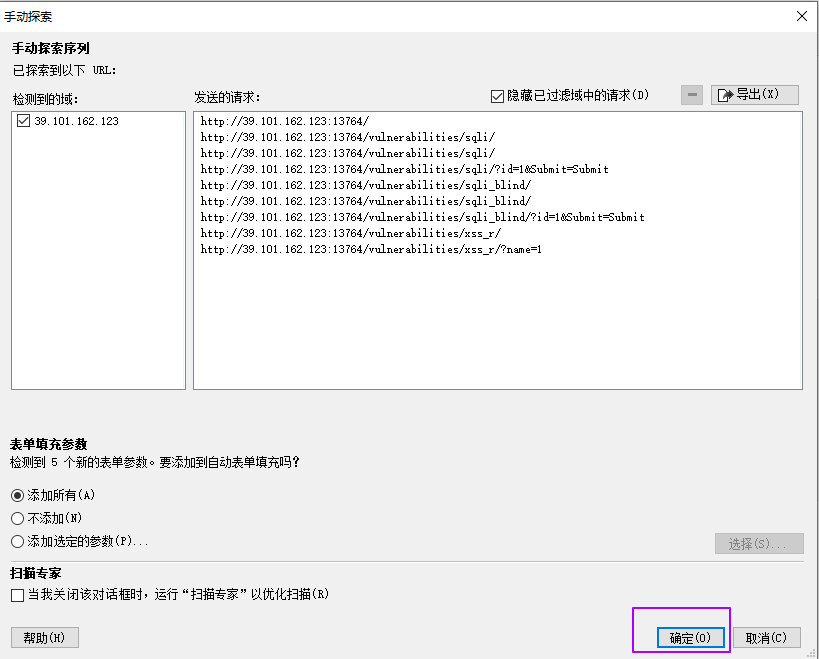 手动探索
手动探索序列
已探索到以下 URL:
检测到的域:
发送的请求:
隐藏已过滤域中的请求(D)
导出(X)
39.101.162.123
http://39.101.162.123:13764/
http://39.101.162.123:13764/vulnerabilities/sqli/
http://39.101.162.123:13764/vulnerabilities/sqli/
http://39.101.162.123:13764/vulnerabilities/sqli/?id=1&Submit=Submit
http://39.101.162.123:13764/vulnerabilities/sqli_blind/
http://39.101.162.123:13764/vulnerabilities/sqli_blind/
http://39.101.162.123:13764/vulnerabilities/sqli_blind/?id=1&Submit=Submit
http://39.101.162.123:13764/vulnerabilities/xss_r/
http://39.101.162.123:13764/vulnerabilities/xss_r/?name=1
表单填充参数
检测到 5 个新的表单参数。要添加到自动表单填充吗?
添加所有(A)
不添加(N)
添加选定的参数(P)...
选择(S)...
扫描专家
当我关闭该对话框时，运行“扫描专家”以优化扫描(R)
帮助(H)
确定(O)
取消(C)